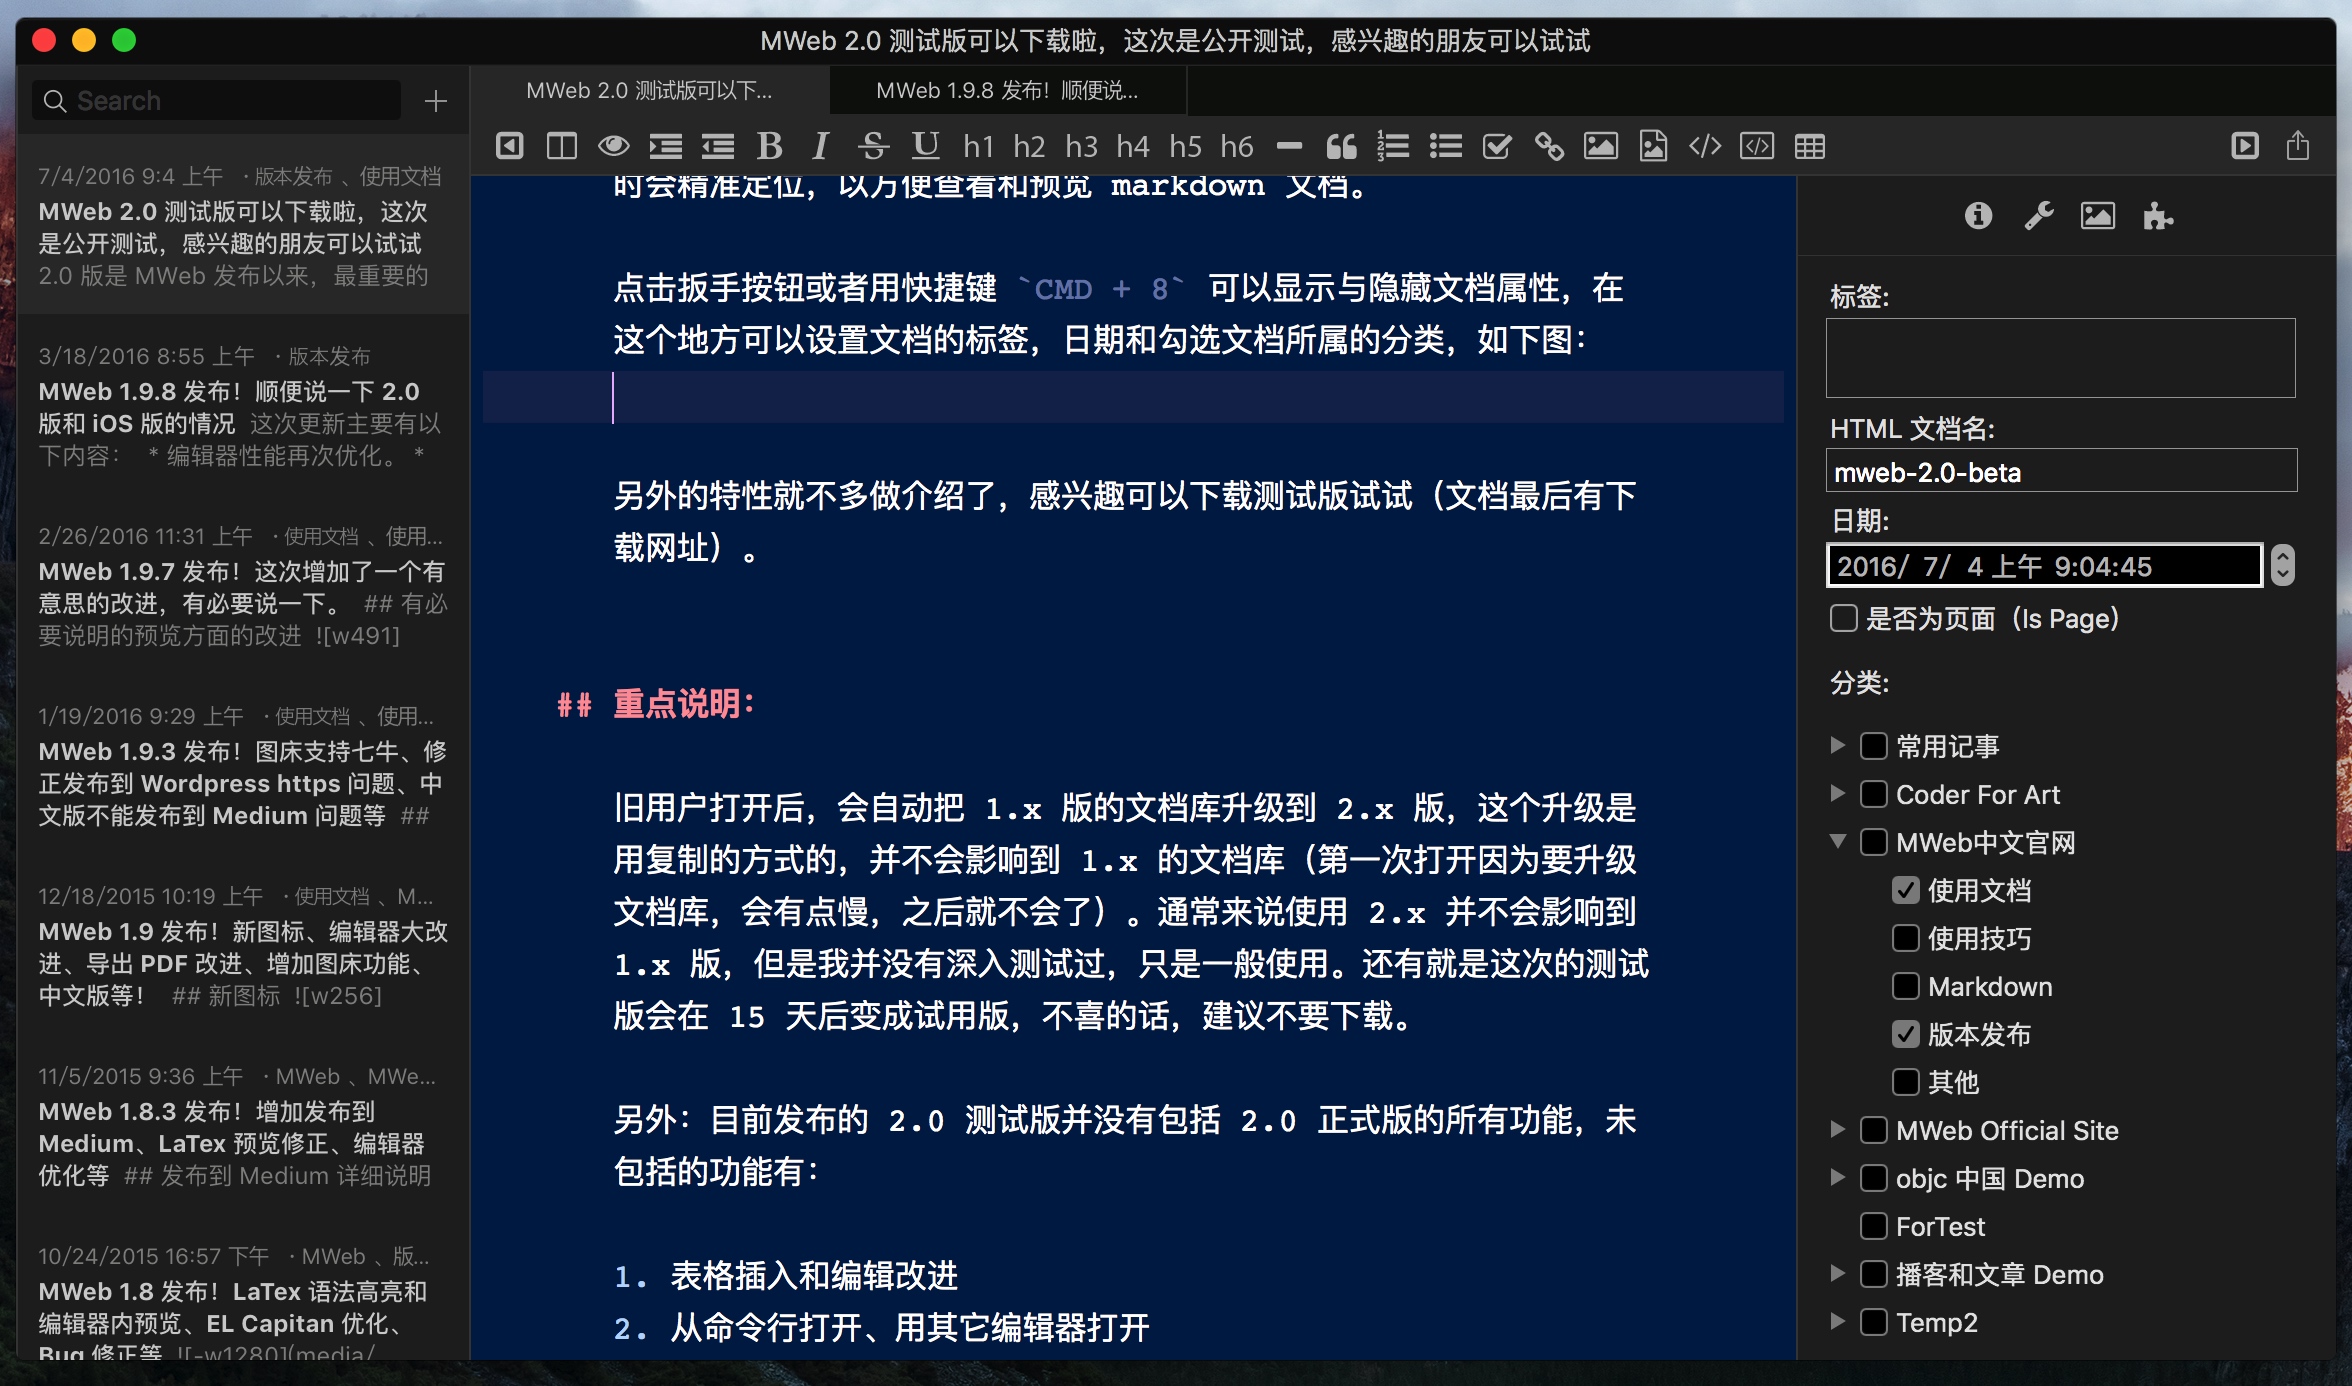 MWeb 2.0 测试版可以下载啦，这次是公开测试，感兴趣的朋友可以试试
Search
7/4/2016 9:4 上午 · 版本发布 、使用文档
MWeb 2.0 测试版可以下载啦，这次
是公开测试，感兴趣的朋友可以试试
2.0 版是 MWeb 发布以来，最重要的
3/18/2016 8:55 上午 · 版本发布
MWeb 1.9.8 发布！顺便说一下 2.0
版和 iOS 版的情况 这次更新主要有以
下内容： * 编辑器性能再次优化。 *
2/26/2016 11:31 上午 · 使用文档 、使用...
MWeb 1.9.7 发布！这次增加了一个有
意思的改进，有必要说一下。 ## 有必
要说明的预览方面的改进 ![w491]
1/19/2016 9:29 上午 · 使用文档 、使用...
MWeb 1.9.3 发布！图床支持七牛、修
正发布到 Wordpress https 问题、中
文版不能发布到 Medium 问题等 ##
12/18/2015 10:19 上午 · 使用文档 、M...
MWeb 1.9 发布！新图标、编辑器大改
进、导出 PDF 改进、增加图床功能、
中文版等！ ## 新图标 ![w256]
11/5/2015 9:36 上午 · MWeb 、MWe...
MWeb 1.8.3 发布！增加发布到
Medium、LaTex 预览修正、编辑器
优化等 ## 发布到 Medium 详细说明
10/24/2015 16:57 下午 · MWeb 、版...
MWeb 1.8 发布！LaTex 语法高亮和
编辑器内预览、EL Capitan 优化、
Bug 修正等 ![-w1280](media/
MWeb 2.0 测试版可以下...
MWeb 1.9.8 发布！顺便说...
B I S U h1 h2 h3 h4 h5 h6
时会精准定位，以方便查看和预览 markdown 文档。
点击扳手按钮或者用快捷键 `CMD + 8` 可以显示与隐藏文档属性，在
这个地方可以设置文档的标签，日期和勾选文档所属的分类，如下图：
另外的特性就不多做介绍了，感兴趣可以下载测试版试试（文档最后有下
载网址）。
## 重点说明：
旧用户打开后，会自动把 1.x 版的文档库升级到 2.x 版，这个升级是
用复制的方式的，并不会影响到 1.x 的文档库（第一次打开因为要升级
文档库，会有点慢，之后就不会了）。通常来说使用 2.x 并不会影响到
1.x 版，但是我并没有深入测试过，只是一般使用。还有就是这次的测试
版会在 15 天后变成试用版，不喜的话，建议不要下载。
另外：目前发布的 2.0 测试版并没有包括 2.0 正式版的所有功能，未
包括的功能有：
1. 表格插入和编辑改进
2. 从命令行打开、用其它编辑器打开
标签:
HTML 文档名:
mweb-2.0-beta
日期:
2016/ 7/ 4 上午 9:04:45
是否为页面（Is Page）
分类:
常用记事
Coder For Art
MWeb中文官网
使用文档
使用技巧
Markdown
版本发布
其他
MWeb Official Site
objc 中国 Demo
ForTest
播客和文章 Demo
Temp2